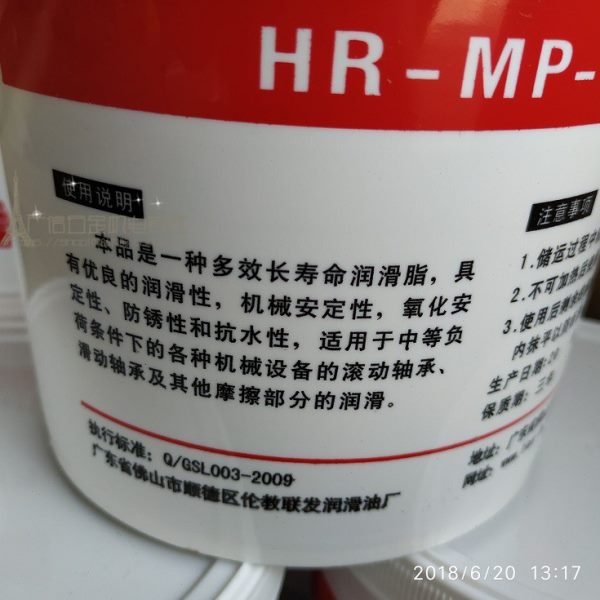 HR-MP-
使用说明
本品是一种多效长寿命润滑脂，具
有优良的润滑性，机械安定性，氧化安
定性、防锈性和抗水性，适用于中等负
荷条件下的各种机械设备的滚动轴承、
滑动轴承及其他摩擦部分的润滑。
执行标准：Q/GSL003-2009
广东省佛山市顺德区伦教联发润滑油厂
注意事项
1.储运过程中
2.不可加热后
3.使用后剩余
内抹平以
生产日期：20
保质期：三年
地址：广东
网址：www.
2018/6/20 13:17